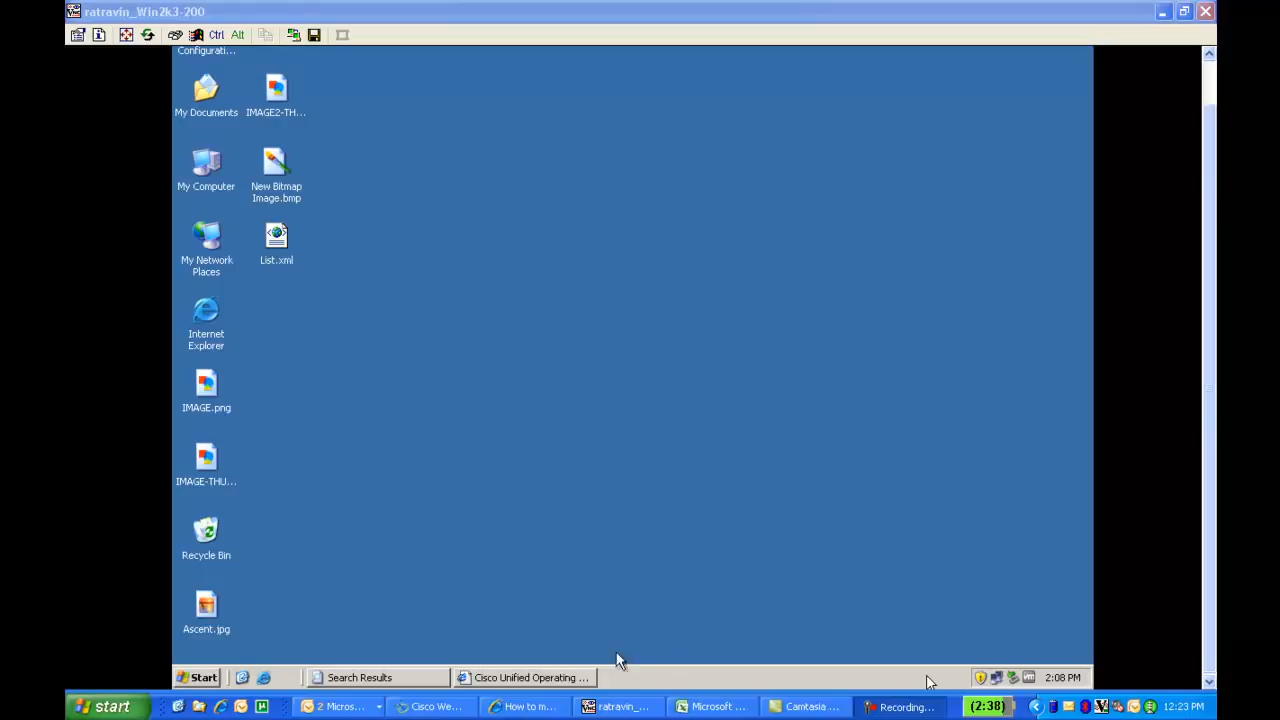 ratravin_Win2k3-200
Ctrl Alt
Configurati...
My Documents
IMAGE2-TH...
My Computer
New Bitmap
Image.bmp
My Network
Places
List.xml
Internet
Explorer
IMAGE.png
IMAGE-THU...
Recycle Bin
Ascent.jpg
Start
Search Results
Cisco Unified Operating ...
2:08 PM
start
2 Micros...
Cisco We...
How to m...
ratravin_...
Microsoft ...
Camtasia ...
Recording...
(2:38)
12:23 PM